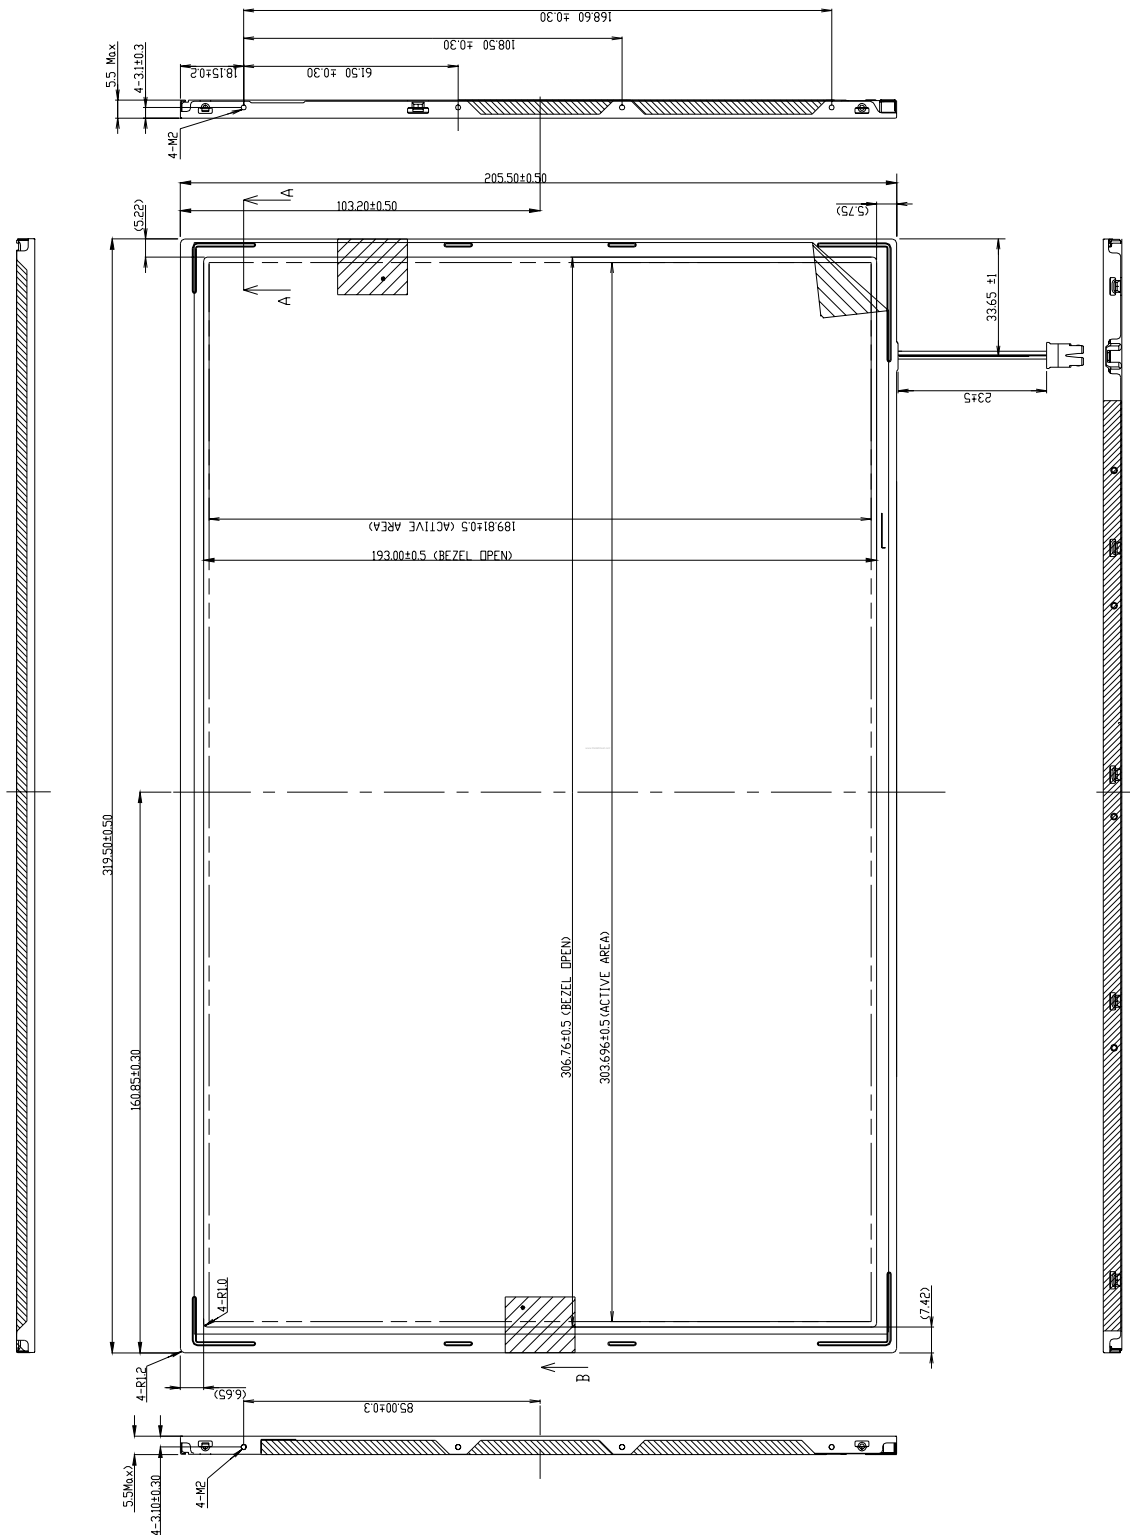 168.60 ±0.30
108.50 ±0.30
5.5 Max
4-3.1±0.3
18.15±0.2
61.50 ±0.30
4-M2
205.50±0.50
A
103.20±0.50
(5.22)
(5.75)
A
33.65 ±1
23±5
189.81±0.5 (ACTIVE AREA)
193.00±0.5 (BEZEL OPEN)
319.50±0.50
306.76±0.5 (BEZEL OPEN)
303.696±0.5(ACTIVE AREA)
160.85±0.30
4-R1.0
(7.42)
4-R1.2
(6.65)
B
85.00±0.3
5.5Max)
4-3.10±0.30
4-M2